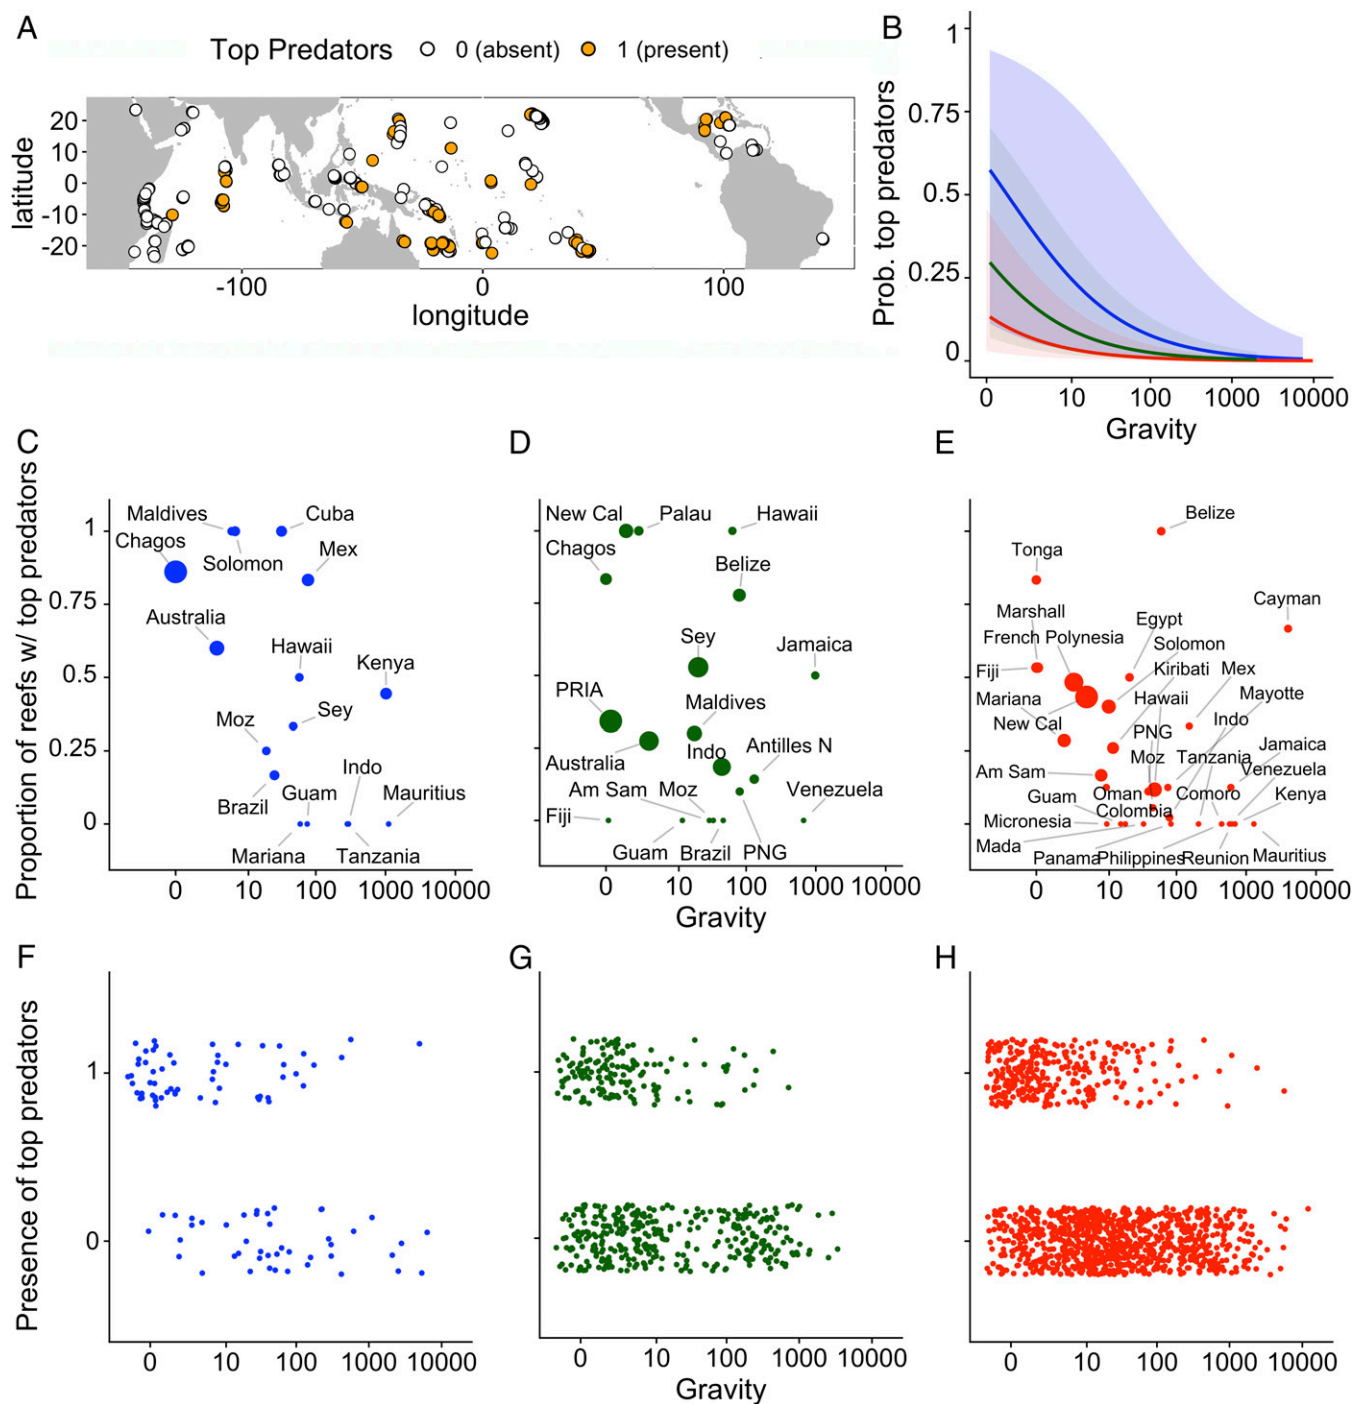 A
Top Predators 0 (absent) 1 (present)
latitude
20
10
0
-10
-20
-100 0 100
longitude
B
Prob. top predators
1
0.75
0.5
0.25
0
0 10 100 1000 10000
Gravity
C
Proportion of reefs w/ top predators
1
0.75
0.5
0.25
0
Maldives
Cuba
Chagos
Solomon
Mex
Australia
Hawaii
Kenya
Moz
Sey
Brazil
Guam
Indo
Mauritius
Mariana
Tanzania
0 10 100 1000 10000
D
New Cal
Palau
Hawaii
Chagos
Belize
Sey
Jamaica
PRIA
Maldives
Australia
Indo
Antilles N
Am Sam
Moz
Venezuela
Fiji
Guam
Brazil
PNG
0 10 100 1000 10000
Gravity
E
Belize
Tonga
Cayman
Marshall
Egypt
French Polynesia
Solomon
Fiji
Kiribati
Mex
Mariana
Hawaii
Mayotte
New Cal
PNG
Indo
Moz
Tanzania
Jamaica
Am Sam
Venezuela
Guam
Oman
Comoro
Kenya
Colombia
Micronesia
Mada
Panama
Philippines
Reunion
Mauritius
0 10 100 1000 10000
F
Presence of top predators
1
0
0 10 100 1000 10000
G
0 10 100 1000 10000
Gravity
H
0 10 100 1000 10000